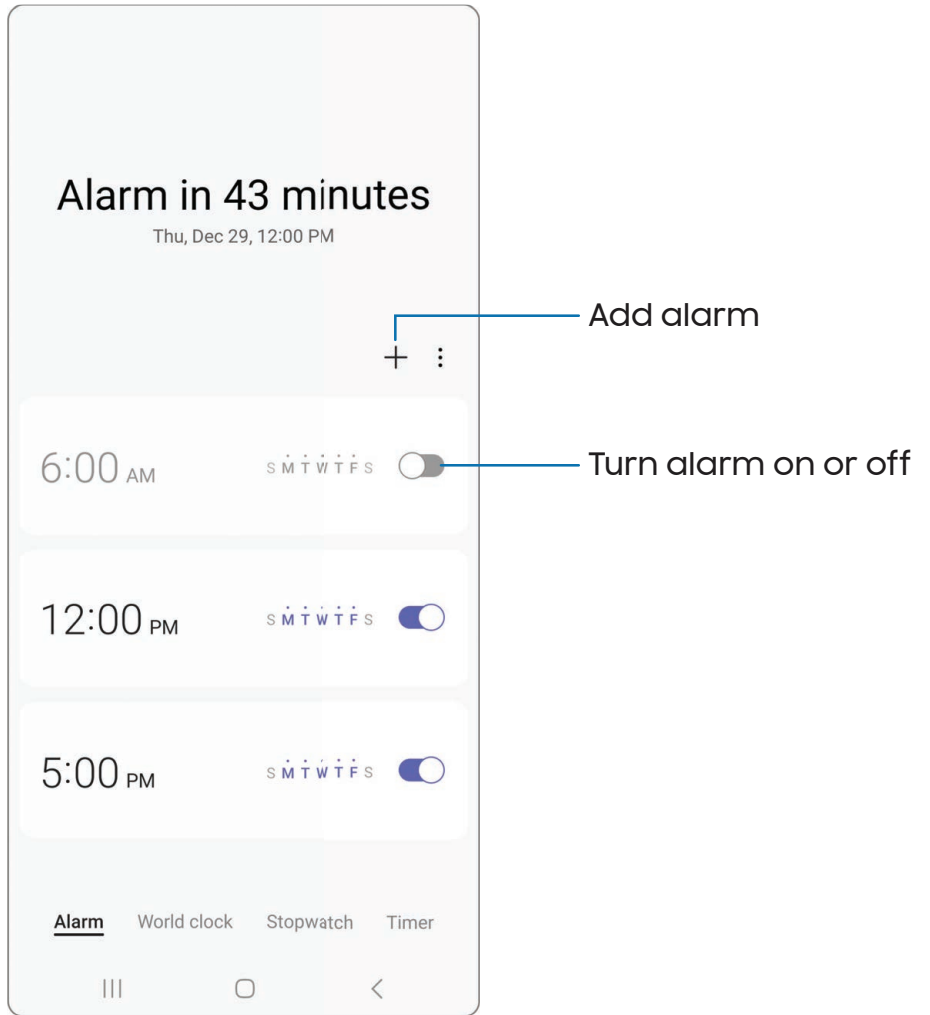 Alarm in 43 minutes
Thu, Dec 29, 12:00 PM
Add alarm
6:00 AM S M T W T F S
Turn alarm on or off
12:00 PM S M T W T F S
5:00 PM S M T W T F S
Alarm World clock Stopwatch Timer